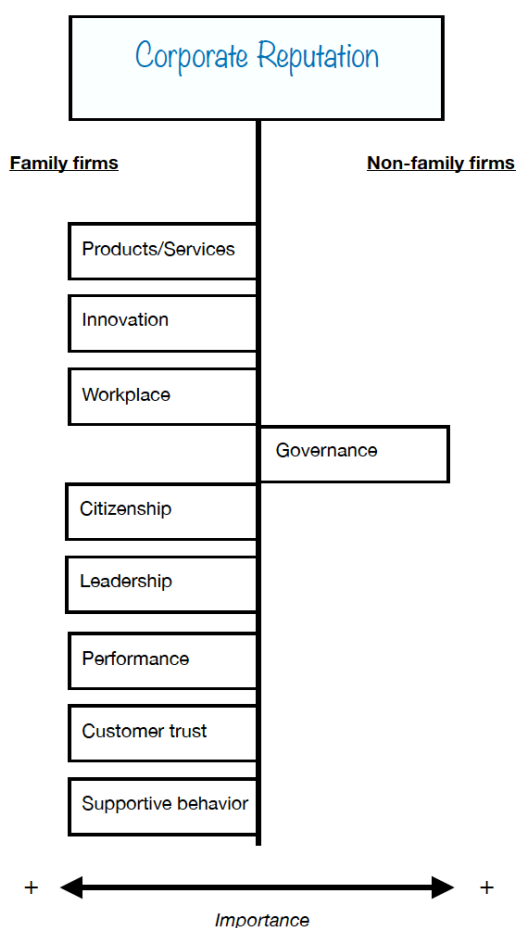 Corporate Reputation
Family firms
Non-family firms
Products/Services
Innovation
Workplace
Governance
Citizenship
Leadership
Performance
Customer trust
Supportive behavior
+ +
Importance